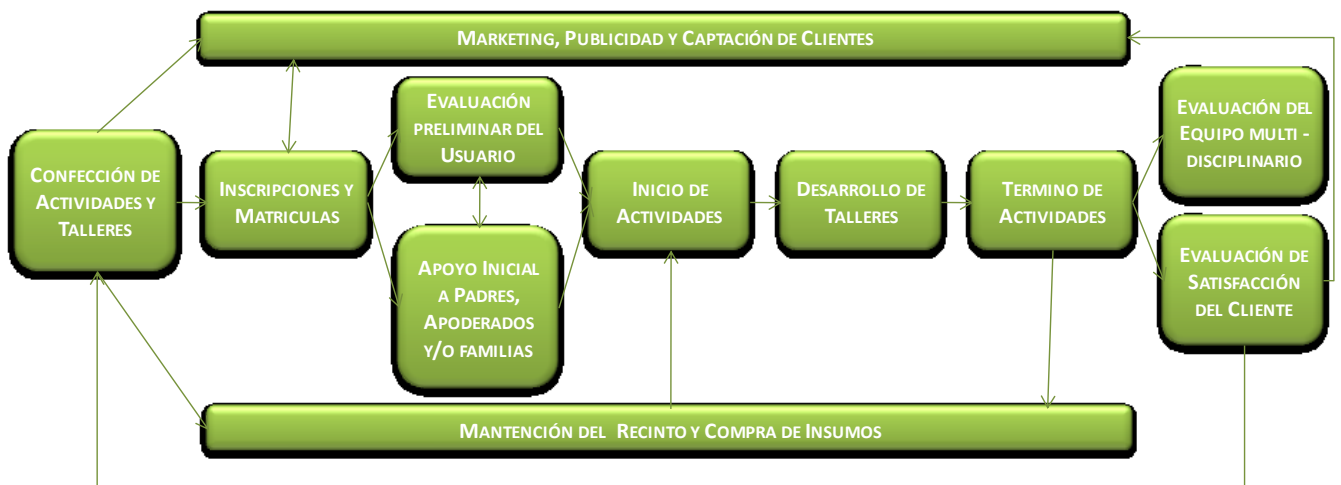 MARKETING, PUBLICIDAD Y CAPTACIÓN DE CLIENTES
CONFECCIÓN DE
ACTIVIDADES Y
TALLERES
INSCRIPCIONES Y
MATRICULAS
EVALUACIÓN
PRELIMINAR DEL
USUARIO
APOYO INICIAL
A PADRES,
APODERADOS
Y/O FAMILIAS
INICIO DE
ACTIVIDADES
DESARROLLO DE
TALLERES
TERMINO DE
ACTIVIDADES
EVALUACIÓN DEL
EQUIPO MULTI -
DISCIPLINARIO
EVALUACIÓN DE
SATISFACCIÓN
DEL CLIENTE
MANTENCIÓN DEL RECINTO Y COMPRA DE INSUMOS